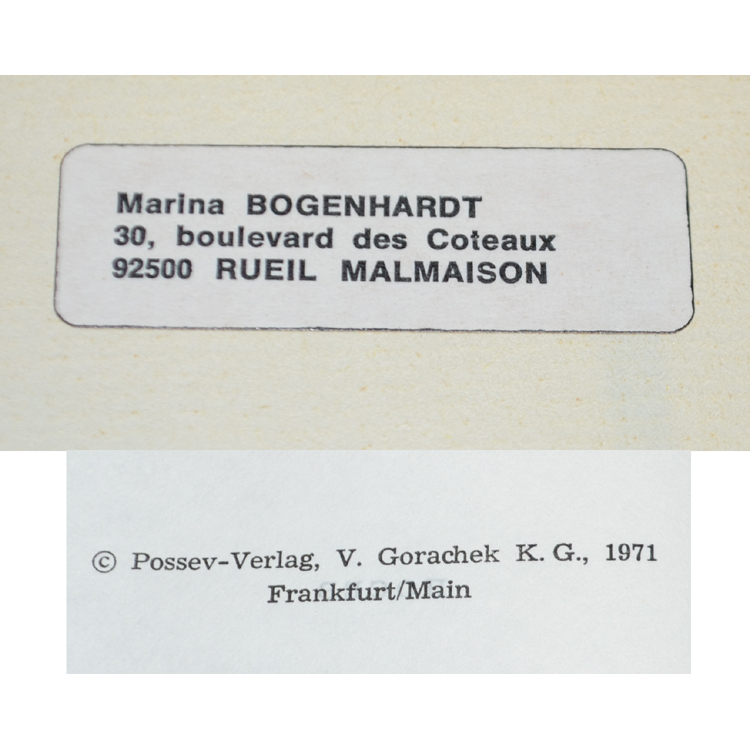 Marina BOGENHARDT
30, boulevard des Coteaux
92500 RUEIL MALMAISON
© Possev-Verlag, V. Gorachek K. G., 1971
Frankfurt/Main